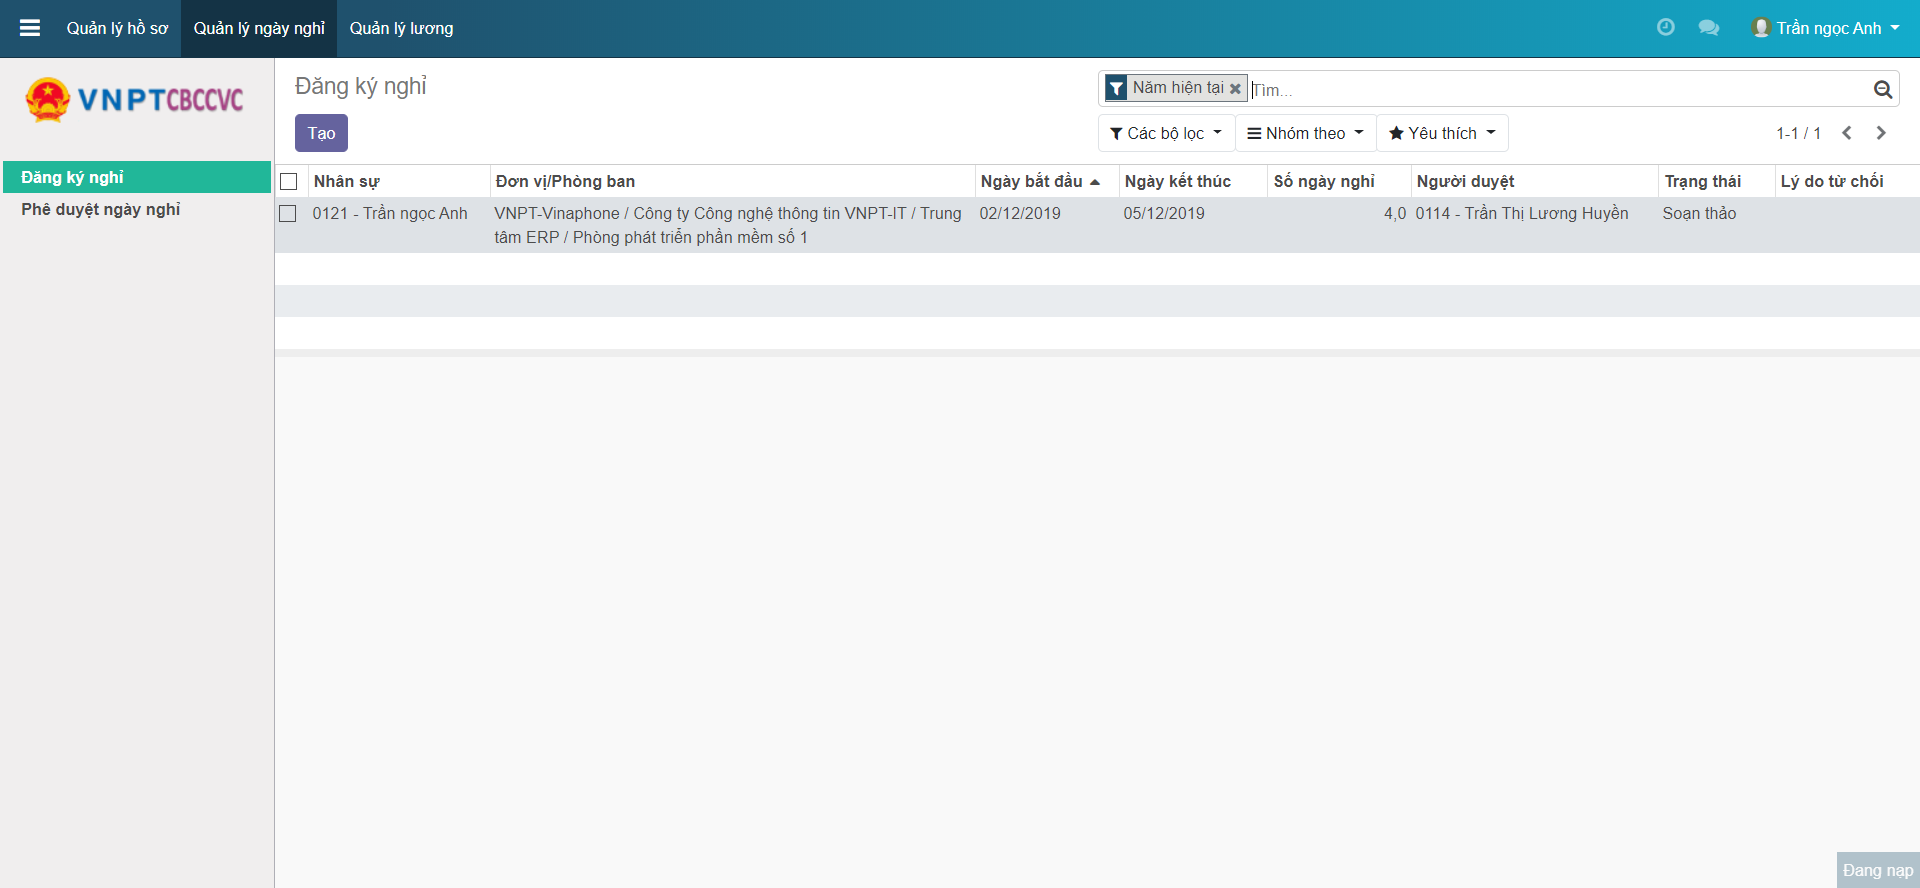 Quản lý hồ sơ Quản lý ngày nghỉ Quản lý lương Trần ngọc Anh
VNPTCBCCVC
Đăng ký nghỉ
Phê duyệt ngày nghỉ
Đăng ký nghỉ
Năm hiện tại Tìm...
Tạo
Các bộ lọc Nhóm theo Yêu thích 1-1 / 1
Nhân sự Đơn vị/Phòng ban Ngày bắt đầu Ngày kết thúc Số ngày nghỉ Người duyệt Trạng thái Lý do từ chối
0121 - Trần ngọc Anh VNPT-Vinaphone / Công ty Công nghệ thông tin VNPT-IT / Trung 02/12/2019 05/12/2019 4,0 0114 - Trần Thị Lương Huyền Soạn thảo
tâm ERP / Phòng phát triễn phần mềm số 1
Đang nạp